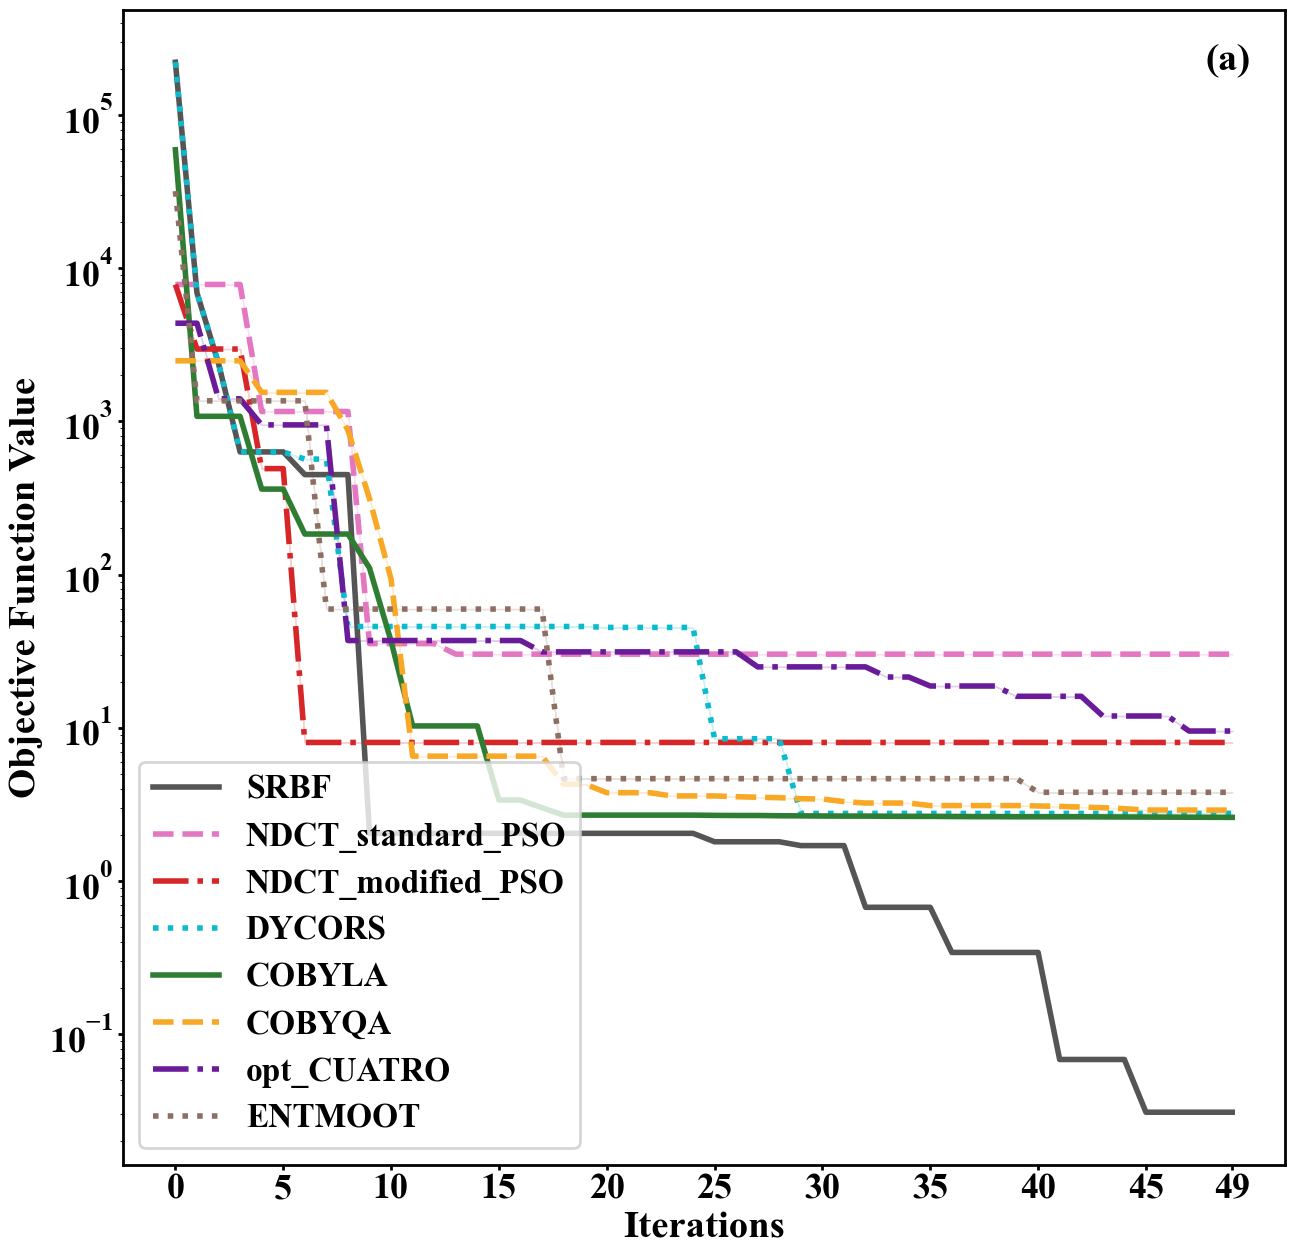 (a)
Objective Function Value
10^5
10^4
10^3
10^2
10^1
10^0
10^−1
SRBF
NDCT_standard_PSO
NDCT_modified_PSO
DYCORS
COBYLA
COBYQA
opt_CUATRO
ENTMOOT
0 5 10 15 20 25 30 35 40 45 49
Iterations